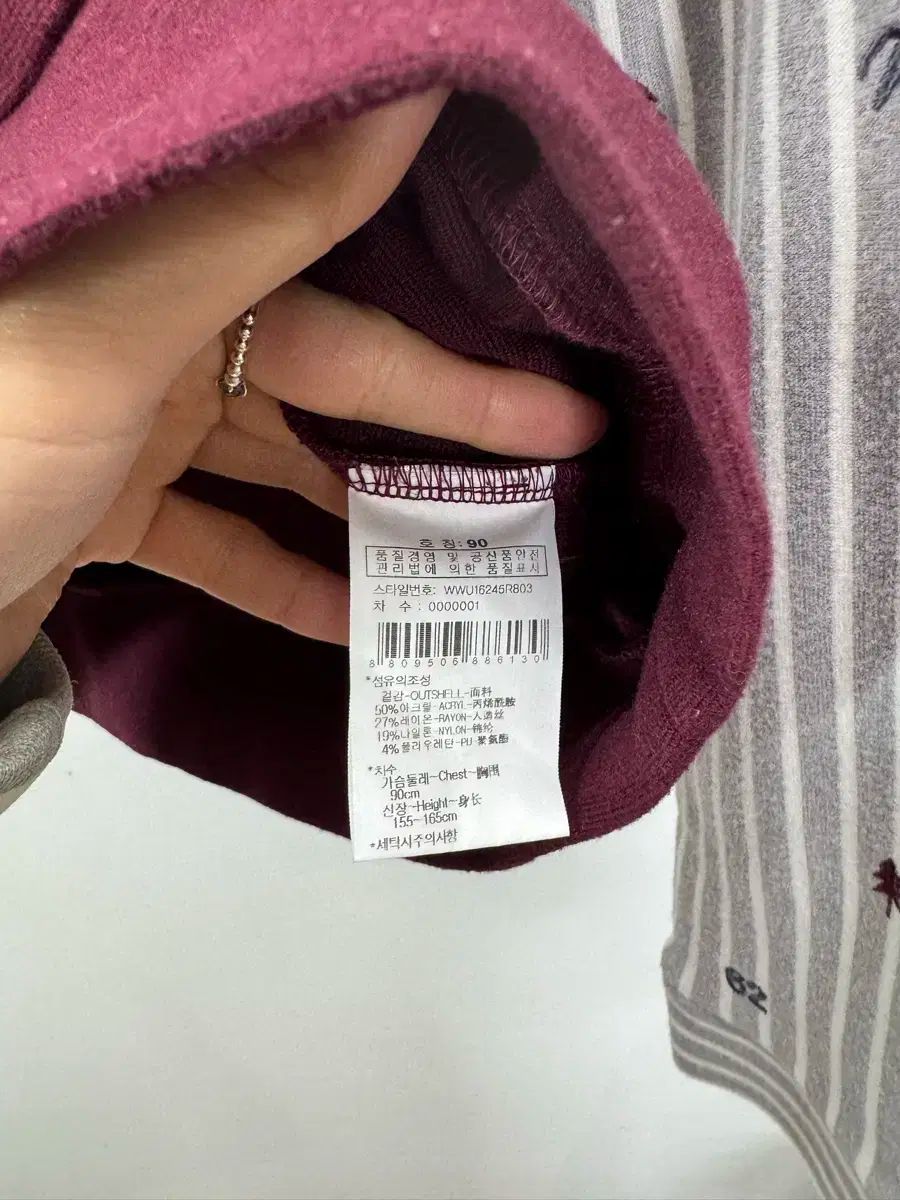 호 칭: 90
품질경영 및 공산품안전
관리법에 의한 품질표시
스타일번호: WWU16245R803
차 수: 0000001
8 809506 886130
*섬유의조성
겉감-OUTSHELL-面料
50%아크릴-ACRYL-丙烯酰胺
27%레이온-RAYON-人造丝
19%나일론-NYLON-锦纶
4%폴리우레탄-PU-聚氨酯
*치수
가슴둘레-Chest-胸围
90cm
신장-Height-身长
155-165cm
*세탁시주의사항
62